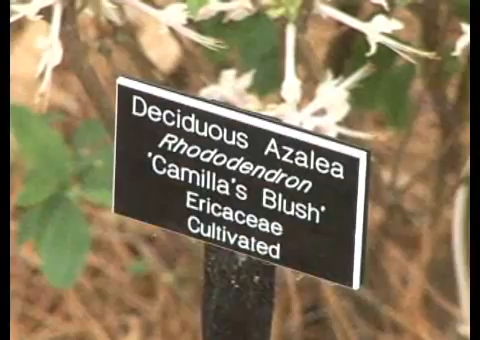 Deciduous Azalea
Rhododendron
'Camilla's Blush'
Ericaceae
Cultivated